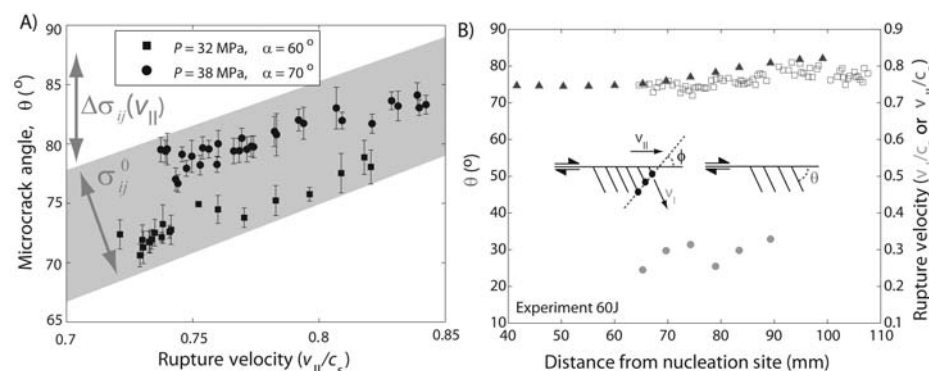 A)
90
85
80
75
70
65
Microcrack angle, θ (°)
■ P = 32 MPa, α = 60 °
● P = 38 MPa, α = 70 °
Δσij(v||)
σij0
0.7
0.75
0.8
0.85
Rupture velocity (v||/cs)
B)
90
80
70
60
50
40
30
20
10
θ (°)
v||
ϕ
θ
Experiment 60J
40
50
60
70
80
90
100
110
Distance from nucleation site (mm)
0.9
0.8
0.7
0.6
0.5
0.4
0.3
0.2
0.1
Rupture velocity
or v||/c